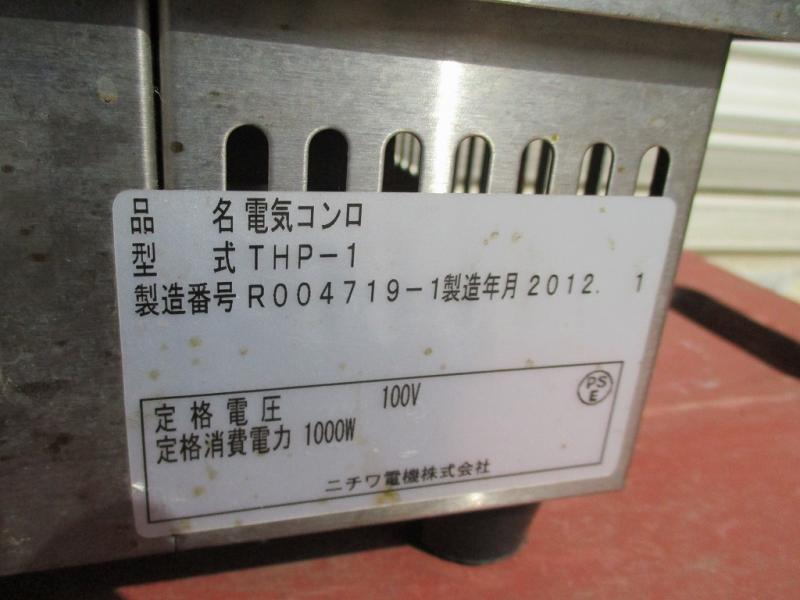 品 名 電気コンロ
型 式 THP-1
製造番号 R004719-1 製造年月 2012. 1
定格電圧 100V
定格消費電力 1000W
PS
E
ニチワ電機株式会社